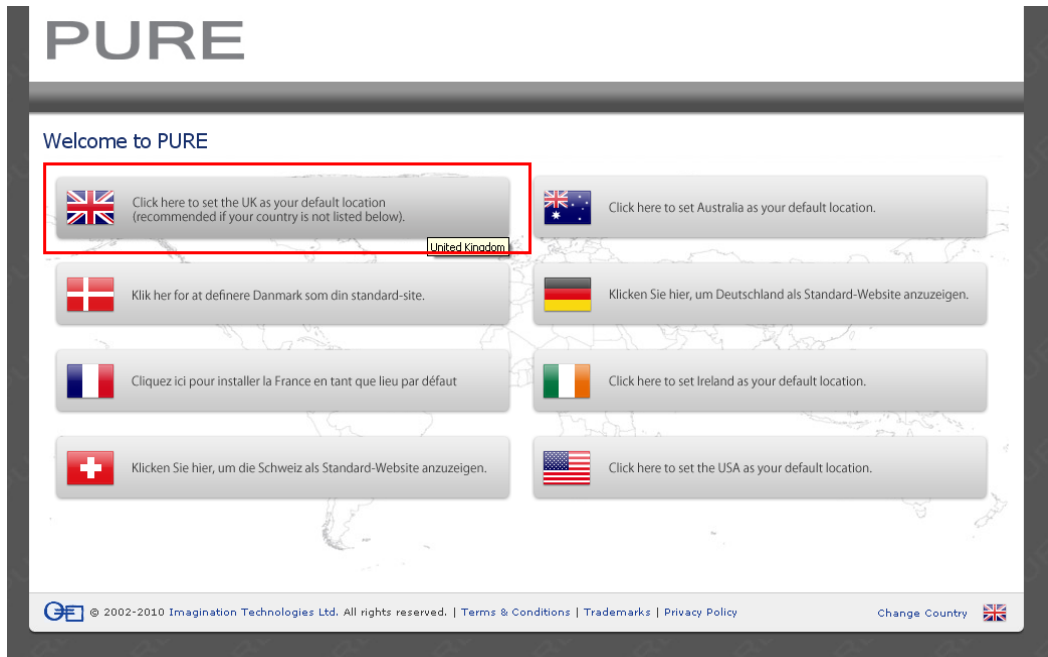 PURE
Welcome to PURE
Click here to set the UK as your default location
(recommended if your country is not listed below).
United Kingdom
Click here to set Australia as your default location.
Klik her for at definere Danmark som din standard-site.
Klicken Sie hier, um Deutschland als Standard-Website anzuzeigen.
Cliquez ici pour installer la France en tant que lieu par défaut
Click here to set Ireland as your default location.
Klicken Sie hier, um die Schweiz als Standard-Website anzuzeigen.
Click here to set the USA as your default location.
© 2002-2010 Imagination Technologies Ltd. All rights reserved. | Terms & Conditions | Trademarks | Privacy Policy
Change Country